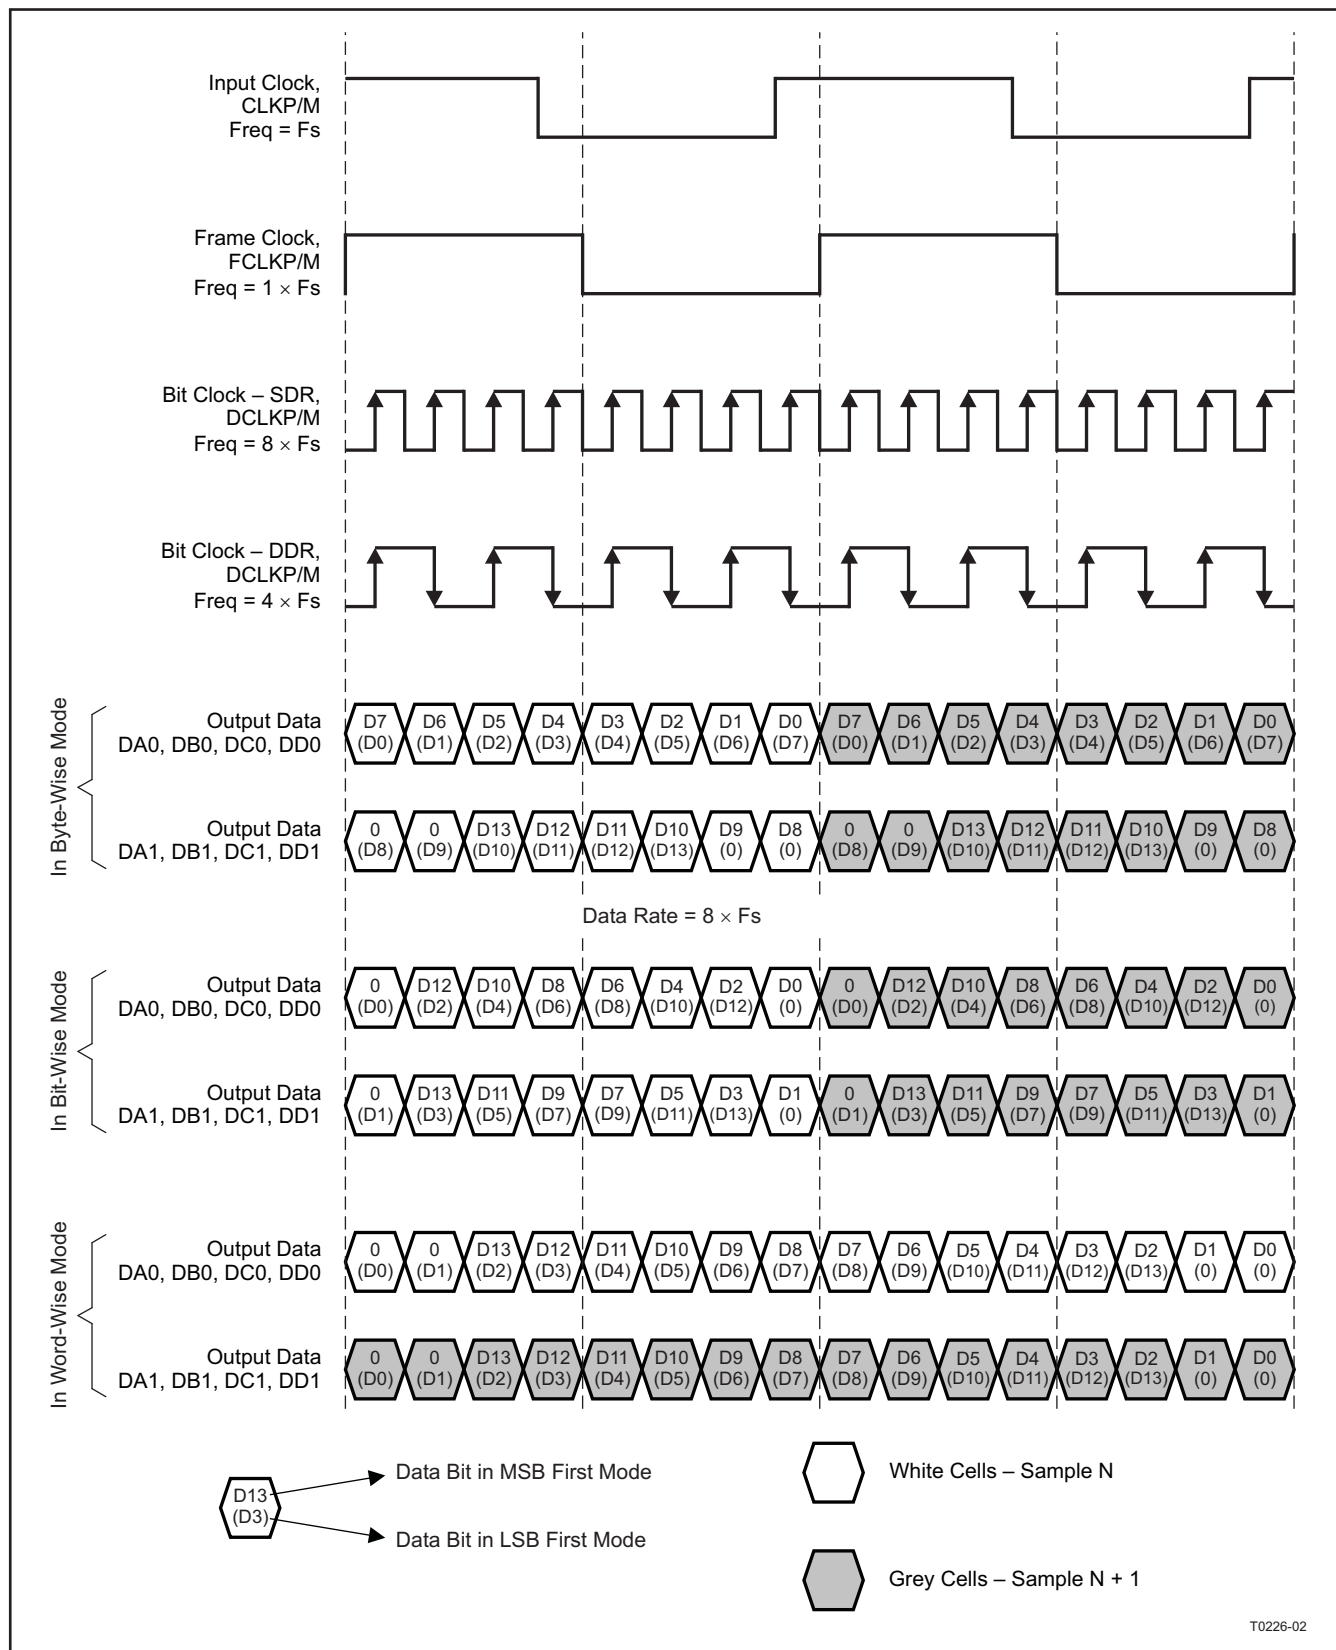 Input Clock,
CLKP/M
Freq = Fs
Frame Clock,
FCLKP/M
Freq = 1 × Fs
Bit Clock – SDR,
DCLKP/M
Freq = 8 × Fs
Bit Clock – DDR,
DCLKP/M
Freq = 4 × Fs
In Byte-Wise Mode
Output Data
DA0, DB0, DC0, DD0
D7 D6 D5 D4 D3 D2 D1 D0 D7 D6 D5 D4 D3 D2 D1 D0
(D0) (D1) (D2) (D3) (D4) (D5) (D6) (D7) (D0) (D1) (D2) (D3) (D4) (D5) (D6) (D7)
Output Data
DA1, DB1, DC1, DD1
0 0 D13 D12 D11 D10 D9 D8 0 0 D13 D12 D11 D10 D9 D8
(D8) (D9) (D10) (D11) (D12) (D13) (0) (0) (D8) (D9) (D10) (D11) (D12) (D13) (0) (0)
Data Rate = 8 × Fs
In Bit-Wise Mode
Output Data
DA0, DB0, DC0, DD0
0 D12 D10 D8 D6 D4 D2 D0 0 D12 D10 D8 D6 D4 D2 D0
(D0) (D2) (D4) (D6) (D8) (D10) (D12) (0) (D0) (D2) (D4) (D6) (D8) (D10) (D12) (0)
Output Data
DA1, DB1, DC1, DD1
0 D13 D11 D9 D7 D5 D3 D1 0 D13 D11 D9 D7 D5 D3 D1
(D1) (D3) (D5) (D7) (D9) (D11) (D13) (0) (D1) (D3) (D5) (D7) (D9) (D11) (D13) (0)
In Word-Wise Mode
Output Data
DA0, DB0, DC0, DD0
0 0 D13 D12 D11 D10 D9 D8 D7 D6 D5 D4 D3 D2 D1 D0
(D0) (D1) (D2) (D3) (D4) (D5) (D6) (D7) (D8) (D9) (D10) (D11) (D12) (D13) (0) (0)
Output Data
DA1, DB1, DC1, DD1
0 0 D13 D12 D11 D10 D9 D8 D7 D6 D5 D4 D3 D2 D1 D0
(D0) (D1) (D2) (D3) (D4) (D5) (D6) (D7) (D8) (D9) (D10) (D11) (D12) (D13) (0) (0)
D13
(D3)
Data Bit in MSB First Mode
Data Bit in LSB First Mode
White Cells – Sample N
Grey Cells – Sample N + 1
T0226-02